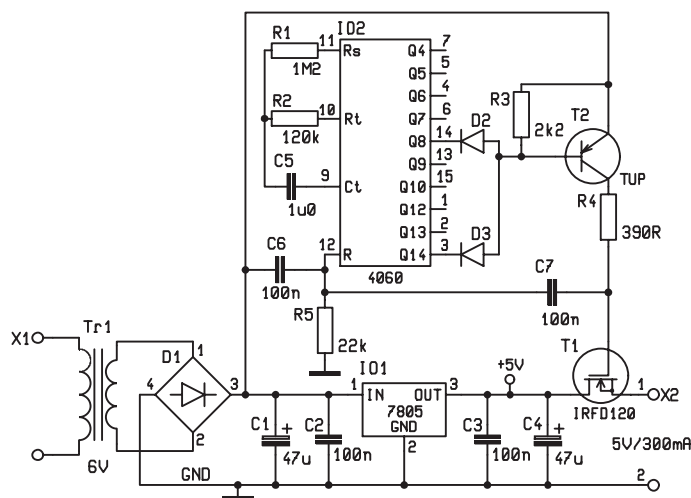 IO2
R1
11
Rs
1M2
R2
10
Rt
120k
C5
9
Ct
1u0
C6
12
R
100n
Q4
7
Q5
5
Q6
4
Q7
6
Q8
14
Q9
13
Q10
15
Q12
1
Q13
2
Q14
3
4060
D2
D3
R3
2k2
T2
TUP
R4
390R
C7
100n
R5
22k
X1
Tr1
6V
D1
1
4
3
2
GND
C1
+
47u
C2
100n
IO1
1
IN
OUT
3
7805
GND
2
+5V
C3
100n
C4
+
47u
T1
IRFD120
1
X2
5V/300mA
2